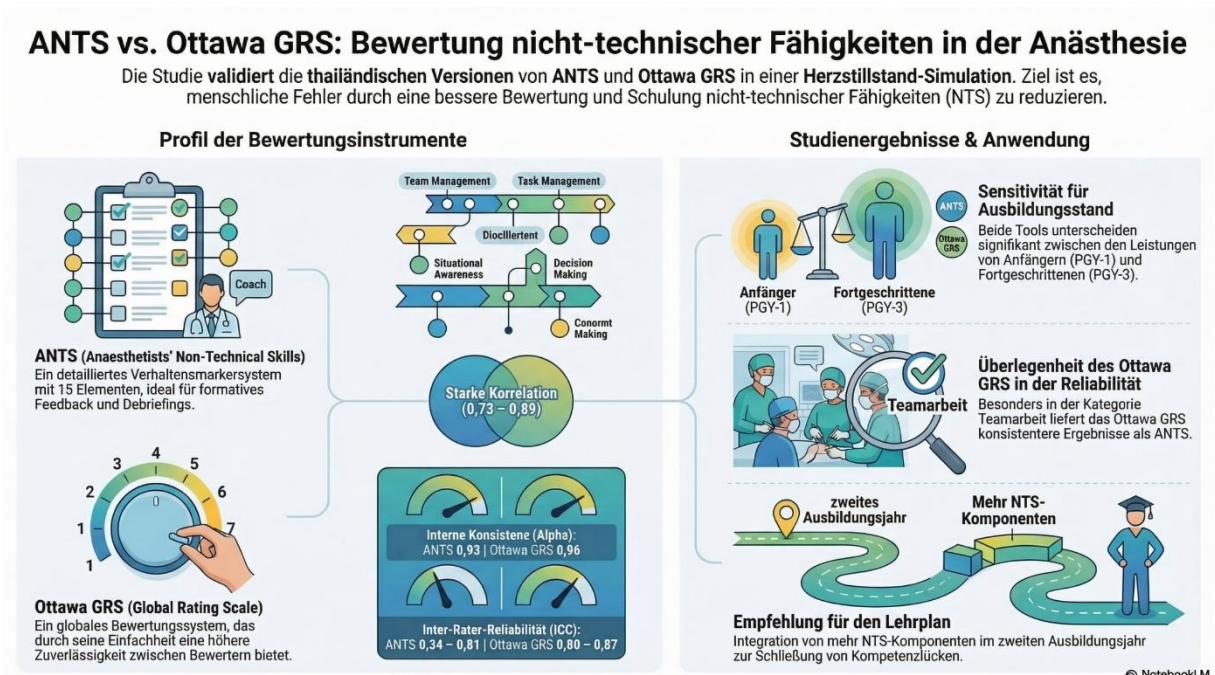 ANTS vs. Ottawa GRS: Bewertung nicht-technischer Fähigkeiten in der Anästhesie
Die Studie validiert die thailändischen Versionen von ANTS und Ottawa GRS in einer Herzstillstand-Simulation. Ziel ist es,
menschliche Fehler durch eine bessere Bewertung und Schulung nicht-technischer Fähigkeiten (NTS) zu reduzieren.
Profil der Bewertungsinstrumente
Coach
ANTS (Anaesthetists' Non-Technical Skills)
Ein detailliertes Verhaltensmarkersystem
mit 15 Elementen, ideal für formatives
Feedback und Debriefings.
1
1
2
3
4
5
6
7
Ottawa GRS (Global Rating Scale)
Ein globales Bewertungssystem, das
durch seine Einfachheit eine höhere
Zuverlässigkeit zwischen Bewertern bietet.
Team Management
Task Management
Dioclllertent
Situational
Awareness
Decision
Making
Conormt
Making
Starke Korrelation
(0,73 – 0,89)
Interne Konsistene (Alpha):
ANTS 0,93 | Ottawa GRS 0,96
Inter-Rater-Reliabilität (ICC):
ANTS 0,34 – 0,81 | Ottawa GRS 0,80 – 0,87
Studienergebnisse & Anwendung
Anfänger
(PGY-1)
Fortgeschrittene
(PGY-3)
ANTS
Ottawa
GRS
Sensitivität für
Ausbildungsstand
Beide Tools unterscheiden
signifikant zwischen den Leistungen
von Anfängern (PGY-1) und
Fortgeschrittenen (PGY-3).
Teamarbeit
Überlegenheit des Ottawa
GRS in der Reliabilität
Besonders in der Kategorie
Teamarbeit liefert das Ottawa GRS
konsistentere Ergebnisse als ANTS.
zweites
Ausbildungsjahr
Mehr NTS-
Komponenten
Empfehlung für den Lehrplan
Integration von mehr NTS-Komponenten im zweiten Ausbildungsjahr
zur Schließung von Kompetenzlücken.
NotebookLM